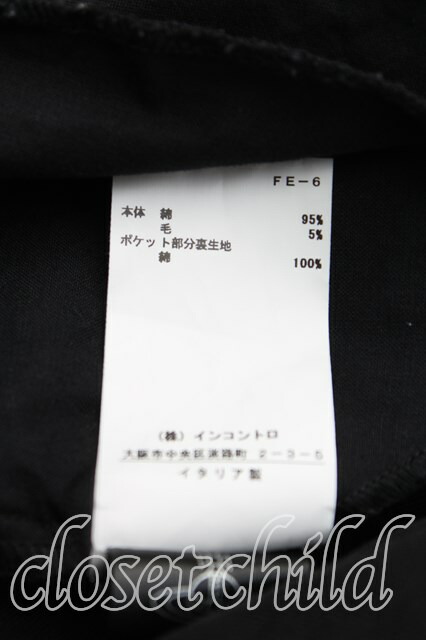 FE-6
本体 綿 95%
毛 5%
ポケット部分裏生地
綿 100%
(株) インコントロ
大阪市中央区淡路町 2-3-5
イタリア製
closetchild